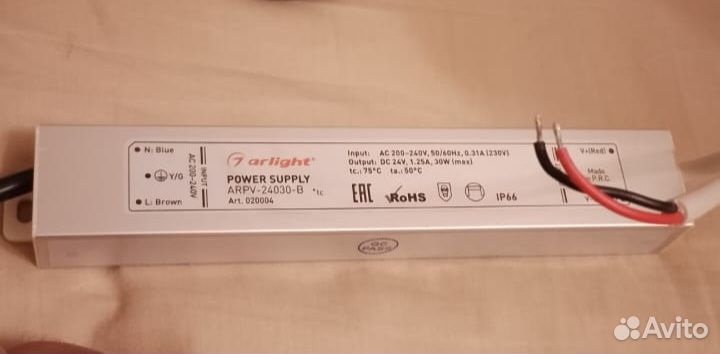 N: Blue
Y/G
L: Brown
AC 200-240V
INPUT
arlight®
POWER SUPPLY
ARPV-24030-B
Art. 020004
tc
Input: AC 200-240V, 50/60Hz, 0.31A (230V)
Output: DC 24V, 1.25A, 30W (max)
tc.: 75°C ta.: 50°C
EAC
RoHS
IP66
V+(Red)
Made
P.R.C.
QC
PASS
Avito